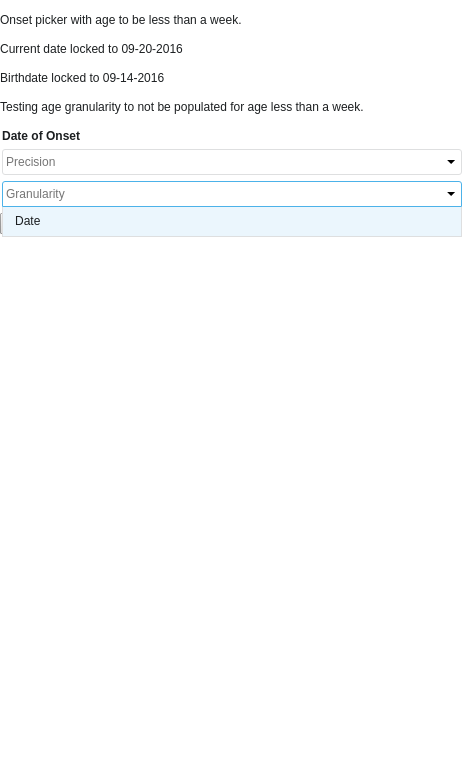 Onset picker with age to be less than a week.
Current date locked to 09-20-2016
Birthdate locked to 09-14-2016
Testing age granularity to not be populated for age less than a week.
Date of Onset
Precision
Granularity
Date